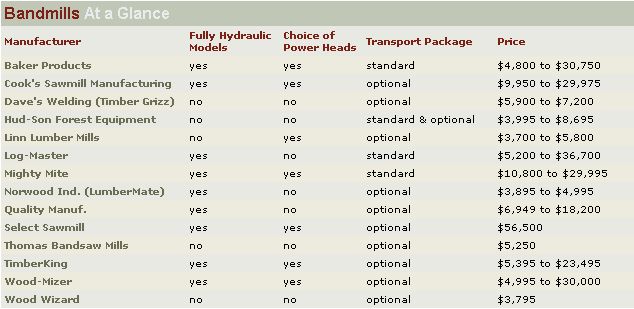 Bandmills At a Glance
Manufacturer Fully Hydraulic Models Choice of Power Heads Transport Package Price
Baker Products yes yes standard $4,800 to $30,750
Cook's Sawmill Manufacturing yes yes optional $9,950 to $29,975
Dave's Welding (Timber Grizz) no no optional $5,900 to $7,200
Hud-Son Forest Equipment no no standard & optional $3,995 to $8,695
Linn Lumber Mills no yes optional $3,700 to $5,800
Log-Master yes no standard $5,200 to $36,700
Mighty Mite yes yes standard $10,800 to $29,995
Norwood Ind. (LumberMate) yes no optional $3,895 to $4,995
Quality Manuf. yes no optional $6,949 to $18,200
Select Sawmill yes yes optional $56,500
Thomas Bandsaw Mills no no optional $5,250
TimberKing yes yes optional $5,395 to $23,495
Wood-Mizer yes yes optional $4,995 to $30,000
Wood Wizard no no optional $3,795